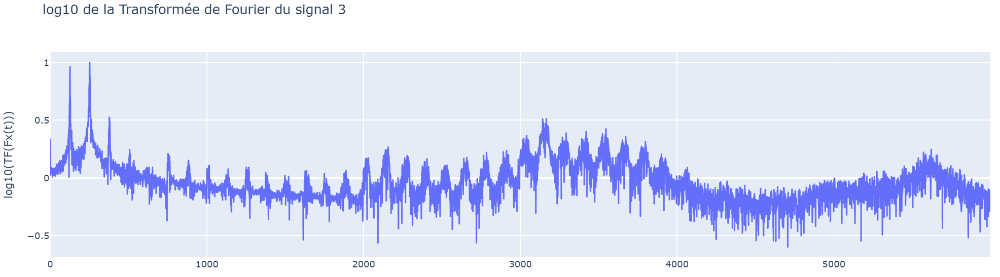 log10 de la Transformée de Fourier du signal 3
log10(TF(Fx(t)))
1
0.5
0
−0.5
0 1000 2000 3000 4000 5000